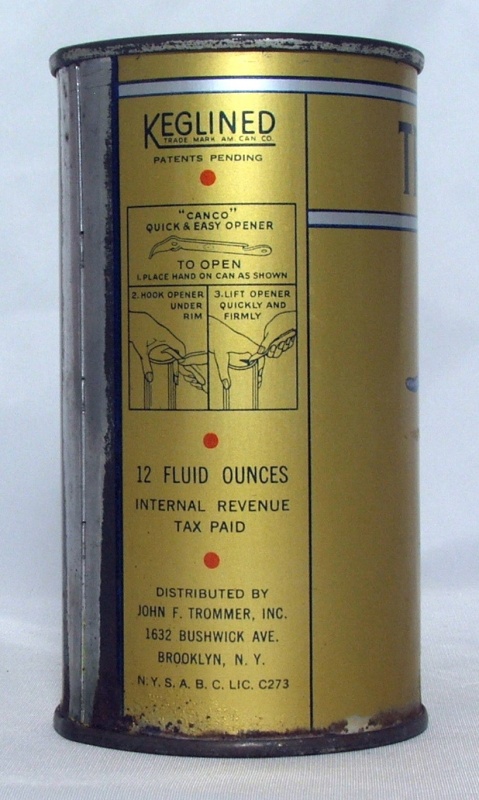 KEGLINED
TRADE MARK AM. CAN CO.
PATENTS PENDING
"CANCO"
QUICK & EASY OPENER
TO OPEN
1. PLACE HAND ON CAN AS SHOWN
2. HOOK OPENER
UNDER
RIM
3. LIFT OPENER
QUICKLY AND
FIRMLY
12 FLUID OUNCES
INTERNAL REVENUE
TAX PAID
DISTRIBUTED BY
JOHN F. TROMMER, INC.
1632 BUSHWICK AVE.
BROOKLYN, N. Y.
N.Y.S. A. B. C. LIC. C273